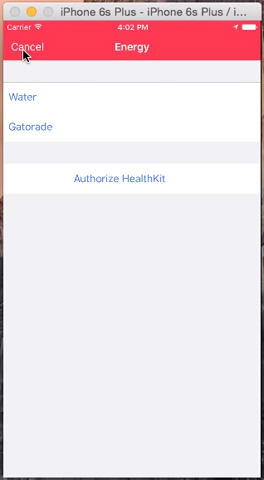 iPhone 6s Plus - iPhone 6s Plus / i...
Carrier 4:02 PM
Cancel Energy
Water
Gatorade
Authorize HealthKit